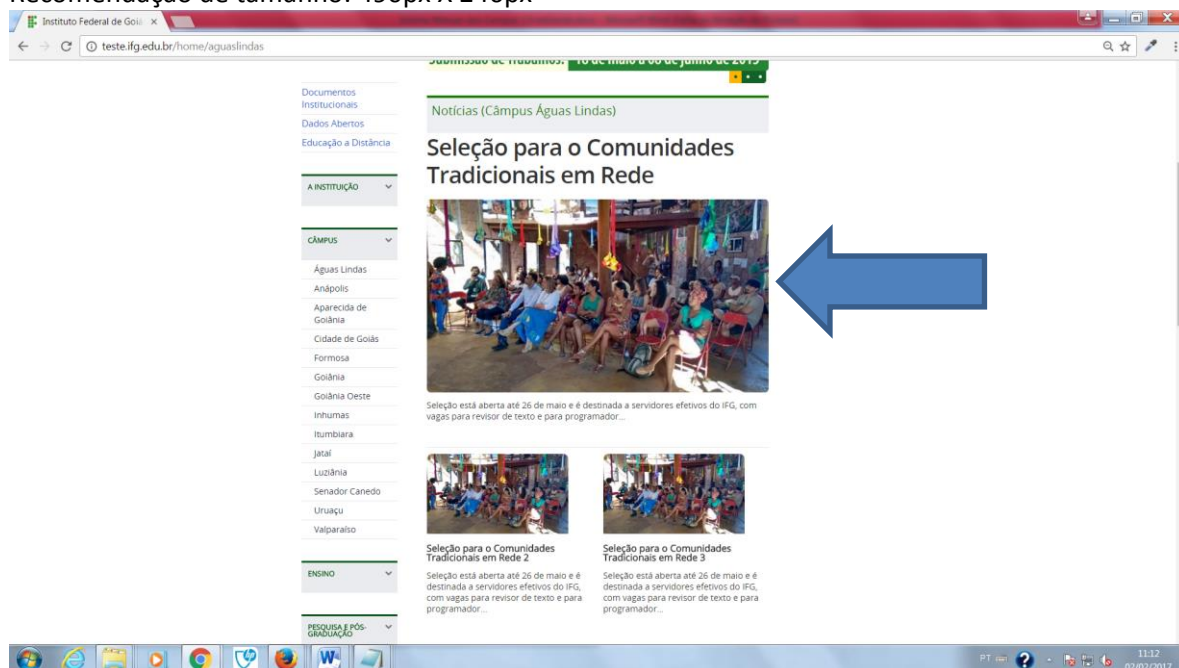 Instituto Federal de Goiá
teste.ifg.edu.br/home/aguaslindas
Documentos
Institucionais
Dados Abertos
Educação a Distância
A INSTITUIÇÃO
CÂMPUS
Águas Lindas
Anápolis
Aparecida de
Goiânia
Cidade de Goiás
Formosa
Goiânia
Goiânia Oeste
Inhumas
Itumbiara
Jataí
Luziânia
Senador Canedo
Uruaçu
Valparaíso
ENSINO
PESQUISA E PÓS-
GRADUAÇÃO
Notícias (Câmpus Águas Lindas)
Seleção para o Comunidades
Tradicionais em Rede
Seleção está aberta até 26 de maio e é destinada a servidores efetivos do IFG, com
vagas para revisor de texto e para programador...
Seleção para o Comunidades
Tradicionais em Rede 2
Seleção está aberta até 26 de maio e é
destinada a servidores efetivos do IFG,
com vagas para revisor de texto e para
programador...
Seleção para o Comunidades
Tradicionais em Rede 3
Seleção está aberta até 26 de maio e é
destinada a servidores efetivos do IFG,
com vagas para revisor de texto e para
programador...
PT
11:12
02/02/2017